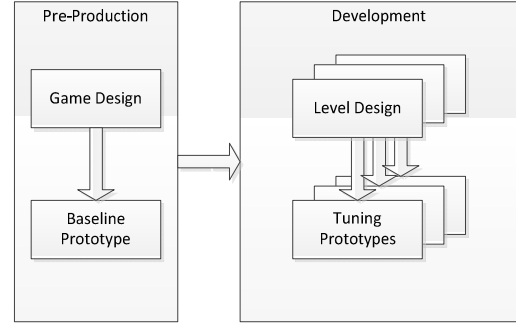 Pre-Production
Game Design
Baseline
Prototype
Development
Level Design
Tuning
Prototypes